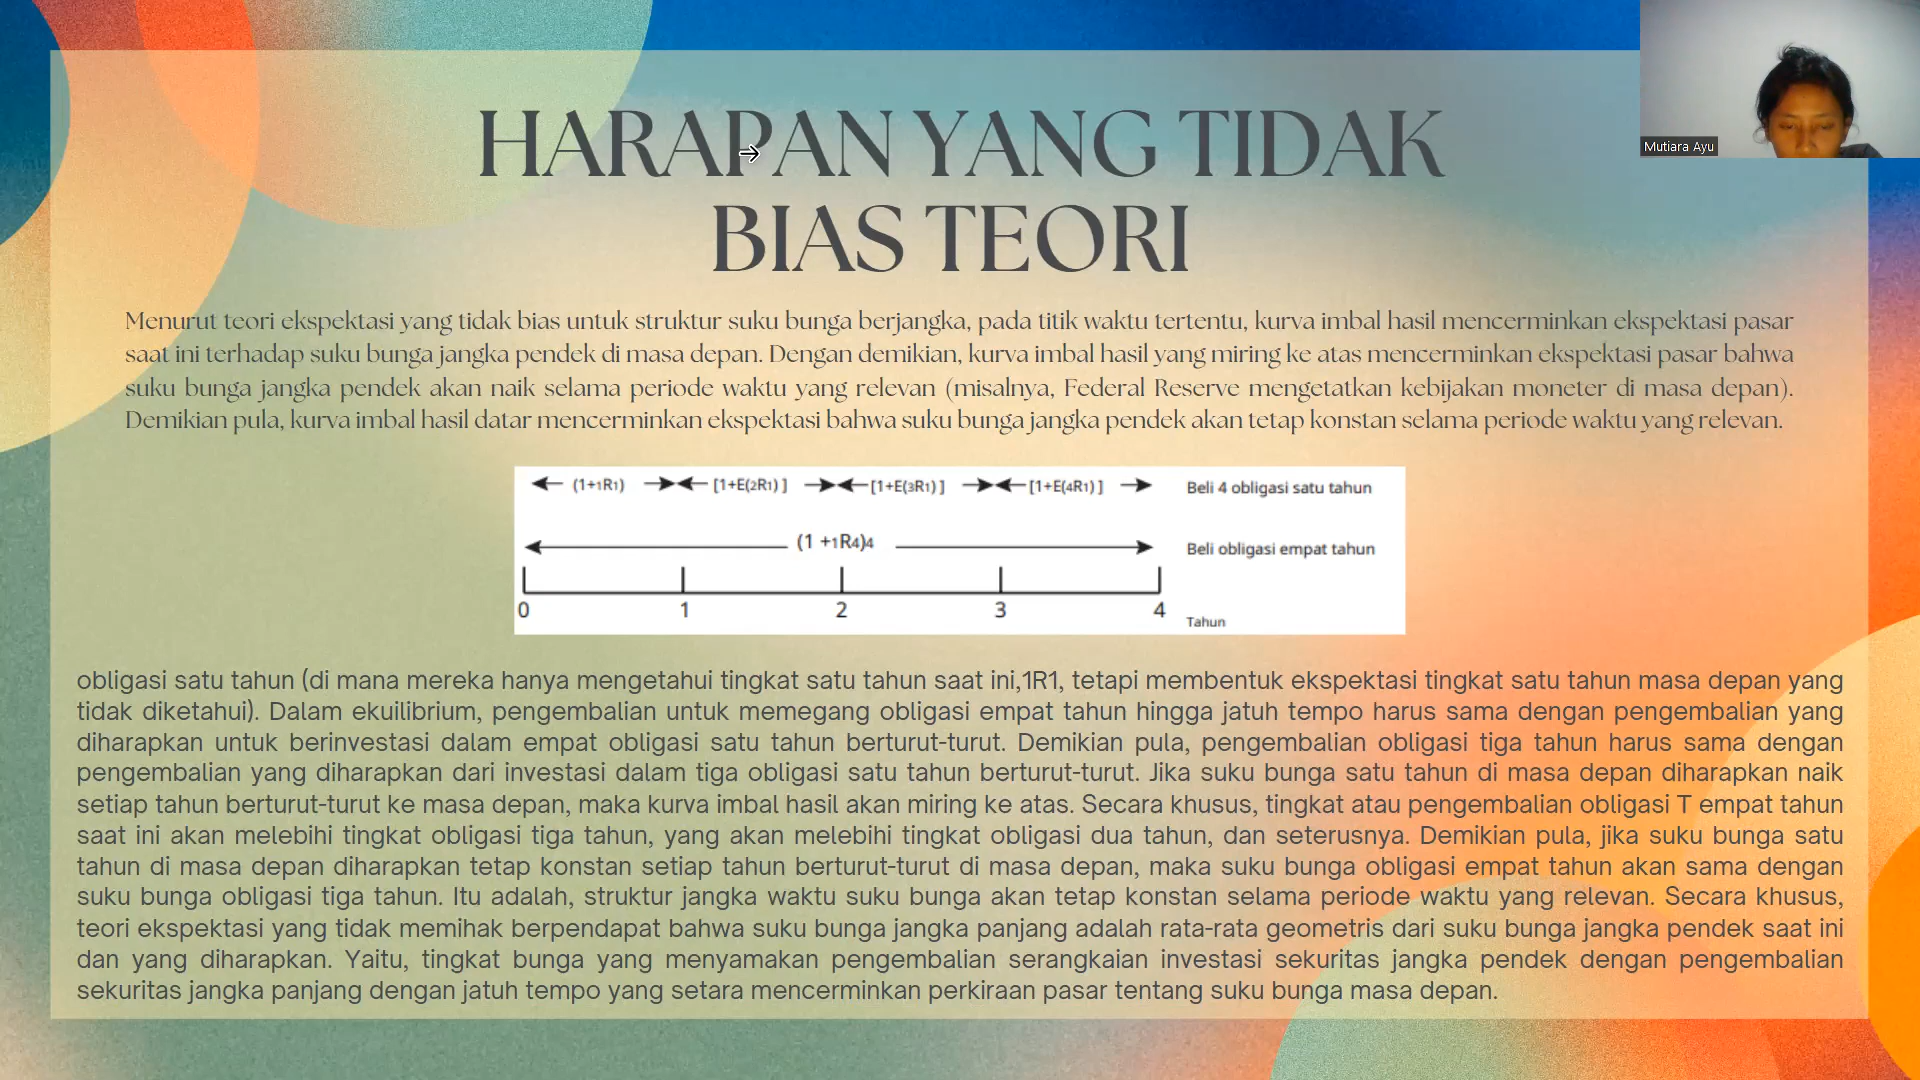 HARAPAN YANG TIDAK
BIAS TEORI
Mutiara Ayu
Menurut teori ekspektasi yang tidak bias untuk struktur suku bunga berjangka, pada titik waktu tertentu, kurva imbal hasil mencerminkan ekspektasi pasar
saat ini terhadap suku bunga jangka pendek di masa depan. Dengan demikian, kurva imbal hasil yang miring ke atas mencerminkan ekspektasi pasar bahwa
suku bunga jangka pendek akan naik selama periode waktu yang relevan (misalnya, Federal Reserve mengetatkan kebijakan moneter di masa depan).
Demikian pula, kurva imbal hasil datar mencerminkan ekspektasi bahwa suku bunga jangka pendek akan tetap konstan selama periode waktu yang relevan.
(1+1R1) [1+E(2R1) ] [1+E(3R1) ] [1+E(4R1) ] Beli 4 obligasi satu tahun
(1 +1R4)4 Beli obligasi empat tahun
0 1 2 3 4 Tahun
obligasi satu tahun (di mana mereka hanya mengetahui tingkat satu tahun saat ini,1R1, tetapi membentuk ekspektasi tingkat satu tahun masa depan yang
tidak diketahui). Dalam ekuilibrium, pengembalian untuk memegang obligasi empat tahun hingga jatuh tempo harus sama dengan pengembalian yang
diharapkan untuk berinvestasi dalam empat obligasi satu tahun berturut-turut. Demikian pula, pengembalian obligasi tiga tahun harus sama dengan
pengembalian yang diharapkan dari investasi dalam tiga obligasi satu tahun berturut-turut. Jika suku bunga satu tahun di masa depan diharapkan naik
setiap tahun berturut-turut ke masa depan, maka kurva imbal hasil akan miring ke atas. Secara khusus, tingkat atau pengembalian obligasi T empat tahun
saat ini akan melebihi tingkat obligasi tiga tahun, yang akan melebihi tingkat obligasi dua tahun, dan seterusnya. Demikian pula, jika suku bunga satu
tahun di masa depan diharapkan tetap konstan setiap tahun berturut-turut di masa depan, maka suku bunga obligasi empat tahun akan sama dengan
suku bunga obligasi tiga tahun. Itu adalah, struktur jangka waktu suku bunga akan tetap konstan selama periode waktu yang relevan. Secara khusus,
teori ekspektasi yang tidak memihak berpendapat bahwa suku bunga jangka panjang adalah rata-rata geometris dari suku bunga jangka pendek saat ini
dan yang diharapkan. Yaitu, tingkat bunga yang menyamakan pengembalian serangkaian investasi sekuritas jangka pendek dengan pengembalian
sekuritas jangka panjang dengan jatuh tempo yang setara mencerminkan perkiraan pasar tentang suku bunga masa depan.